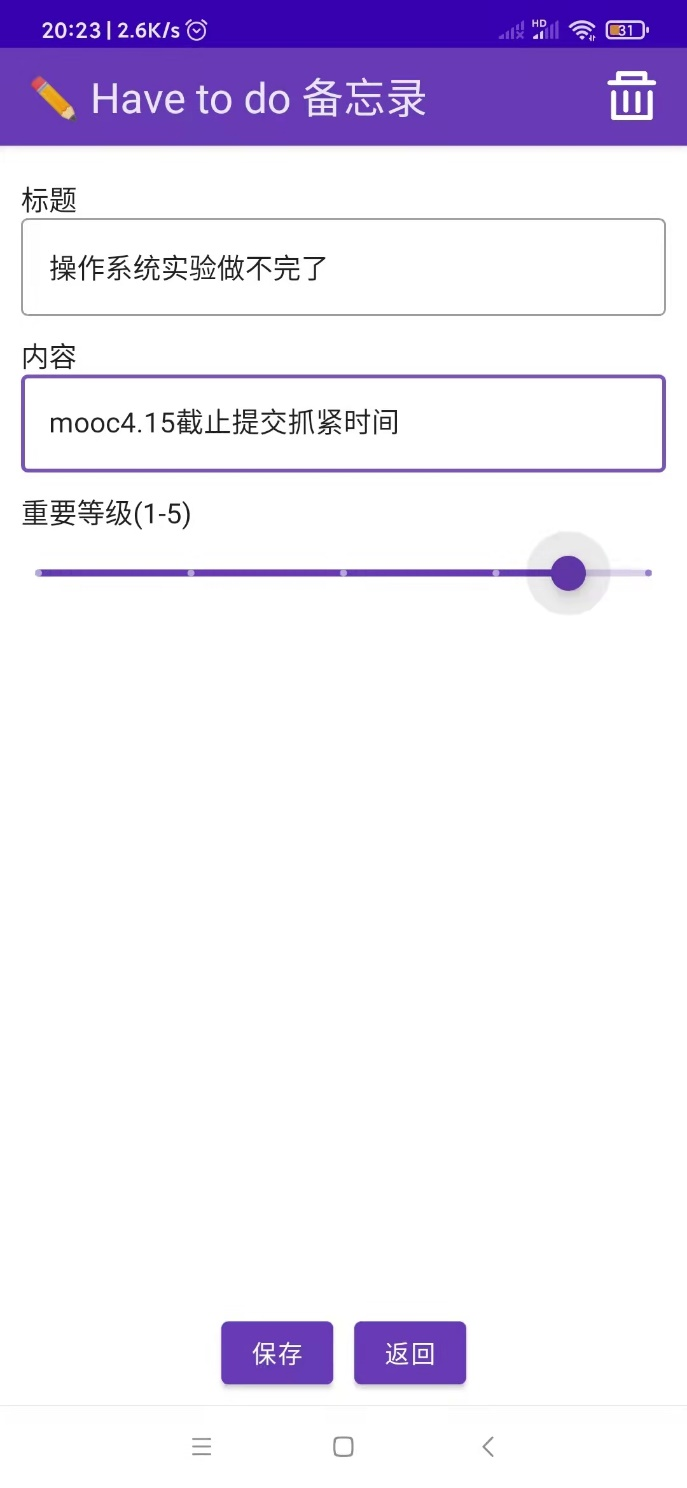 20:23 | 2.6K/s
HD
31
Have to do 备忘录
标题
操作系统实验做不完了
内容
mooc4.15截止提交抓紧时间
重要等级(1-5)
保存
返回